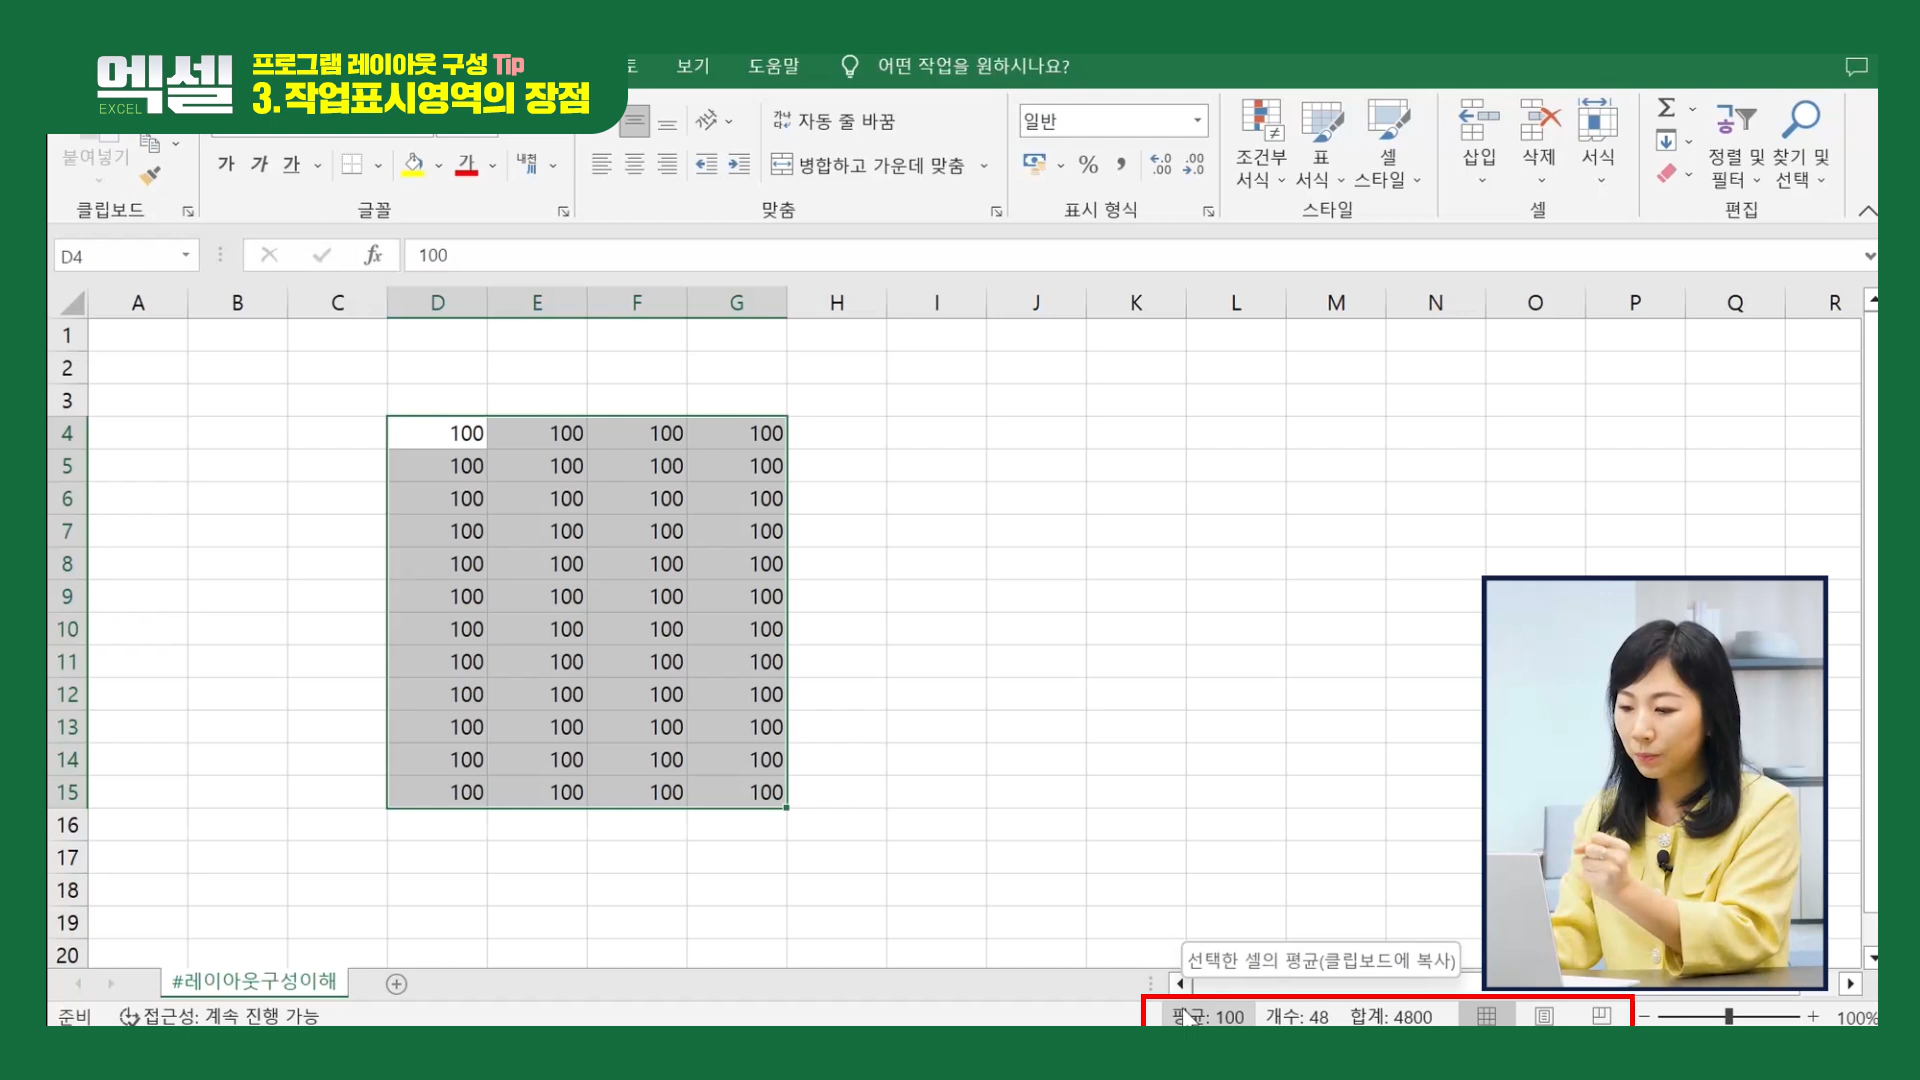 엑셀
EXCEL
프로그램 레이아웃 구성 Tip
3. 작업표시영역의 장점
보기 도움말 어떤 작업을 원하시나요?
붙여넣기
가 가 가 가 내천
자동 줄 바꿈
병합하고 가운데 맞춤
일반
% , .00
조건부 서식
표 서식
셀 스타일
삽입 삭제 서식
Σ
정렬 및 필터
찾기 및 선택
클립보드 글꼴 맞춤 표시 형식 스타일 셀 편집
D4 fx 100
A B C D E F G H I J K L M N O P Q R
1
2
3
4 100 100 100 100
5 100 100 100 100
6 100 100 100 100
7 100 100 100 100
8 100 100 100 100
9 100 100 100 100
10 100 100 100 100
11 100 100 100 100
12 100 100 100 100
13 100 100 100 100
14 100 100 100 100
15 100 100 100 100
16
17
18
19
20
선택한 셀의 평균(클립보드에 복사)
#레이아웃구성이해
준비 접근성: 계속 진행 가능 평균: 100 개수: 48 합계: 4800 100%